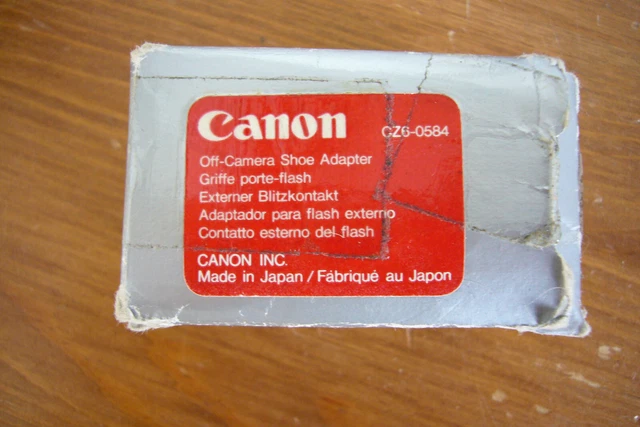 Canon CZ6-0584
Off-Camera Shoe Adapter
Griffe porte-flash
Externer Blitzkontakt
Adaptador para flash externo
Contatto esterno del flash
CANON INC.
Made in Japan / Fabriqué au Japon